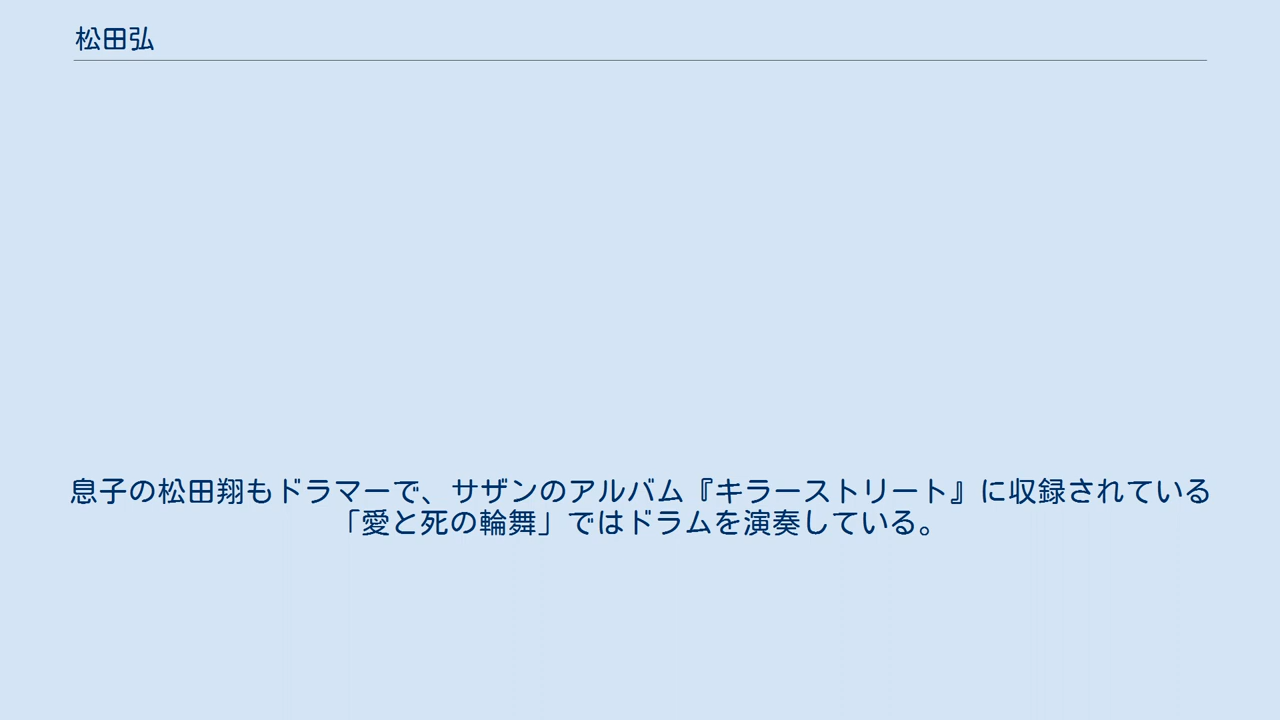 松田弘
息子の松田翔もドラマーで、サザンのアルバム『キラーストリート』に収録されている
「愛と死の輪舞」ではドラムを演奏している。